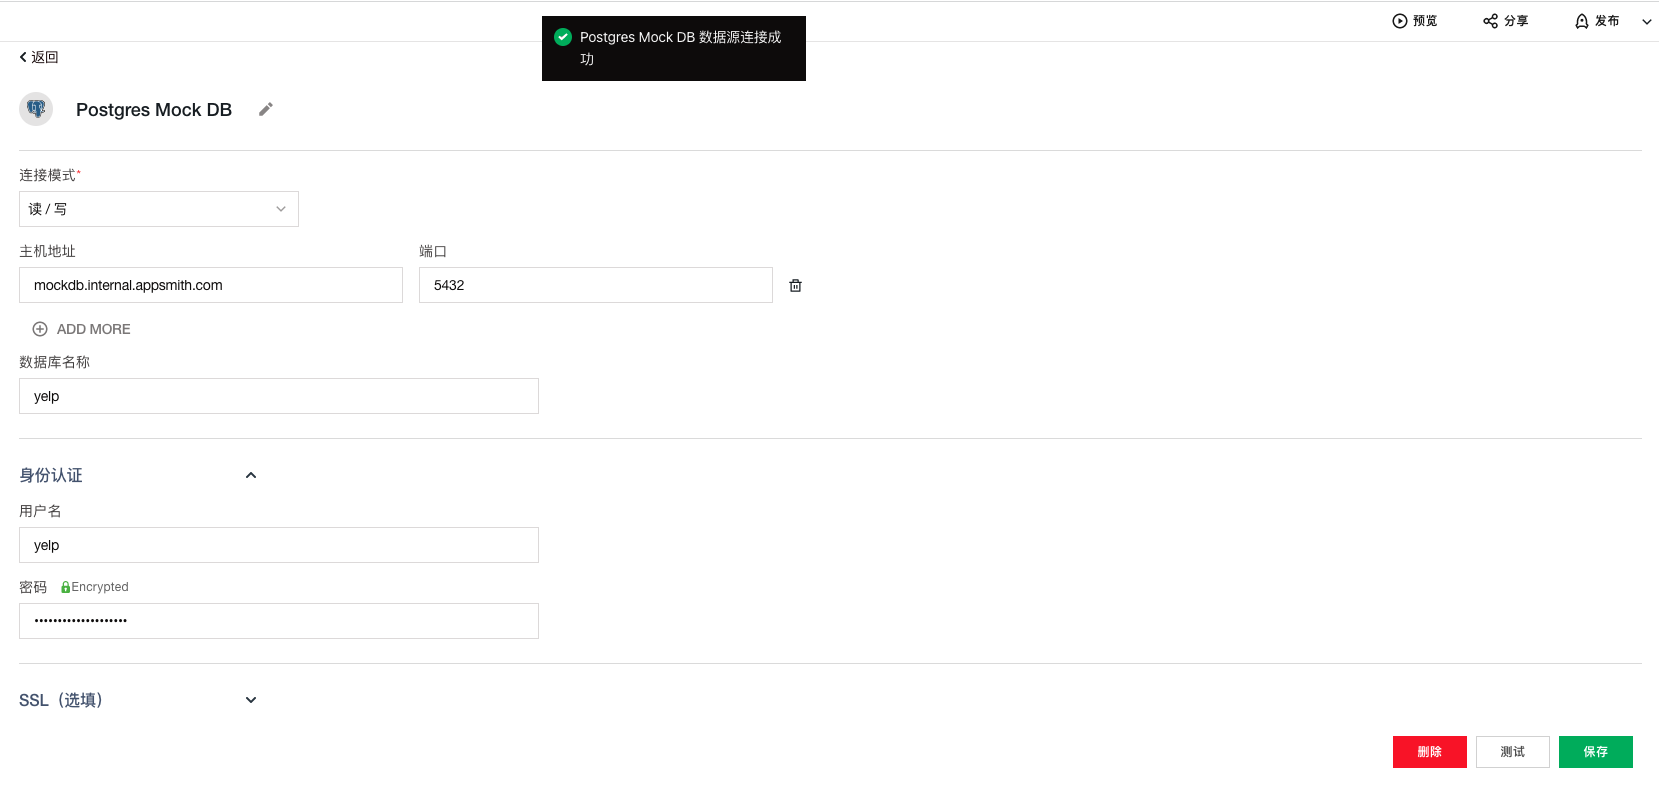 预览
分享
发布
Postgres Mock DB 数据源连接成
功
返回
Postgres Mock DB
连接模式*
读 / 写
主机地址
端口
mockdb.internal.appsmith.com
5432
ADD MORE
数据库名称
yelp
身份认证
用户名
yelp
密码 Encrypted
••••••••••••••••••••
SSL（选填）
删除
测试
保存